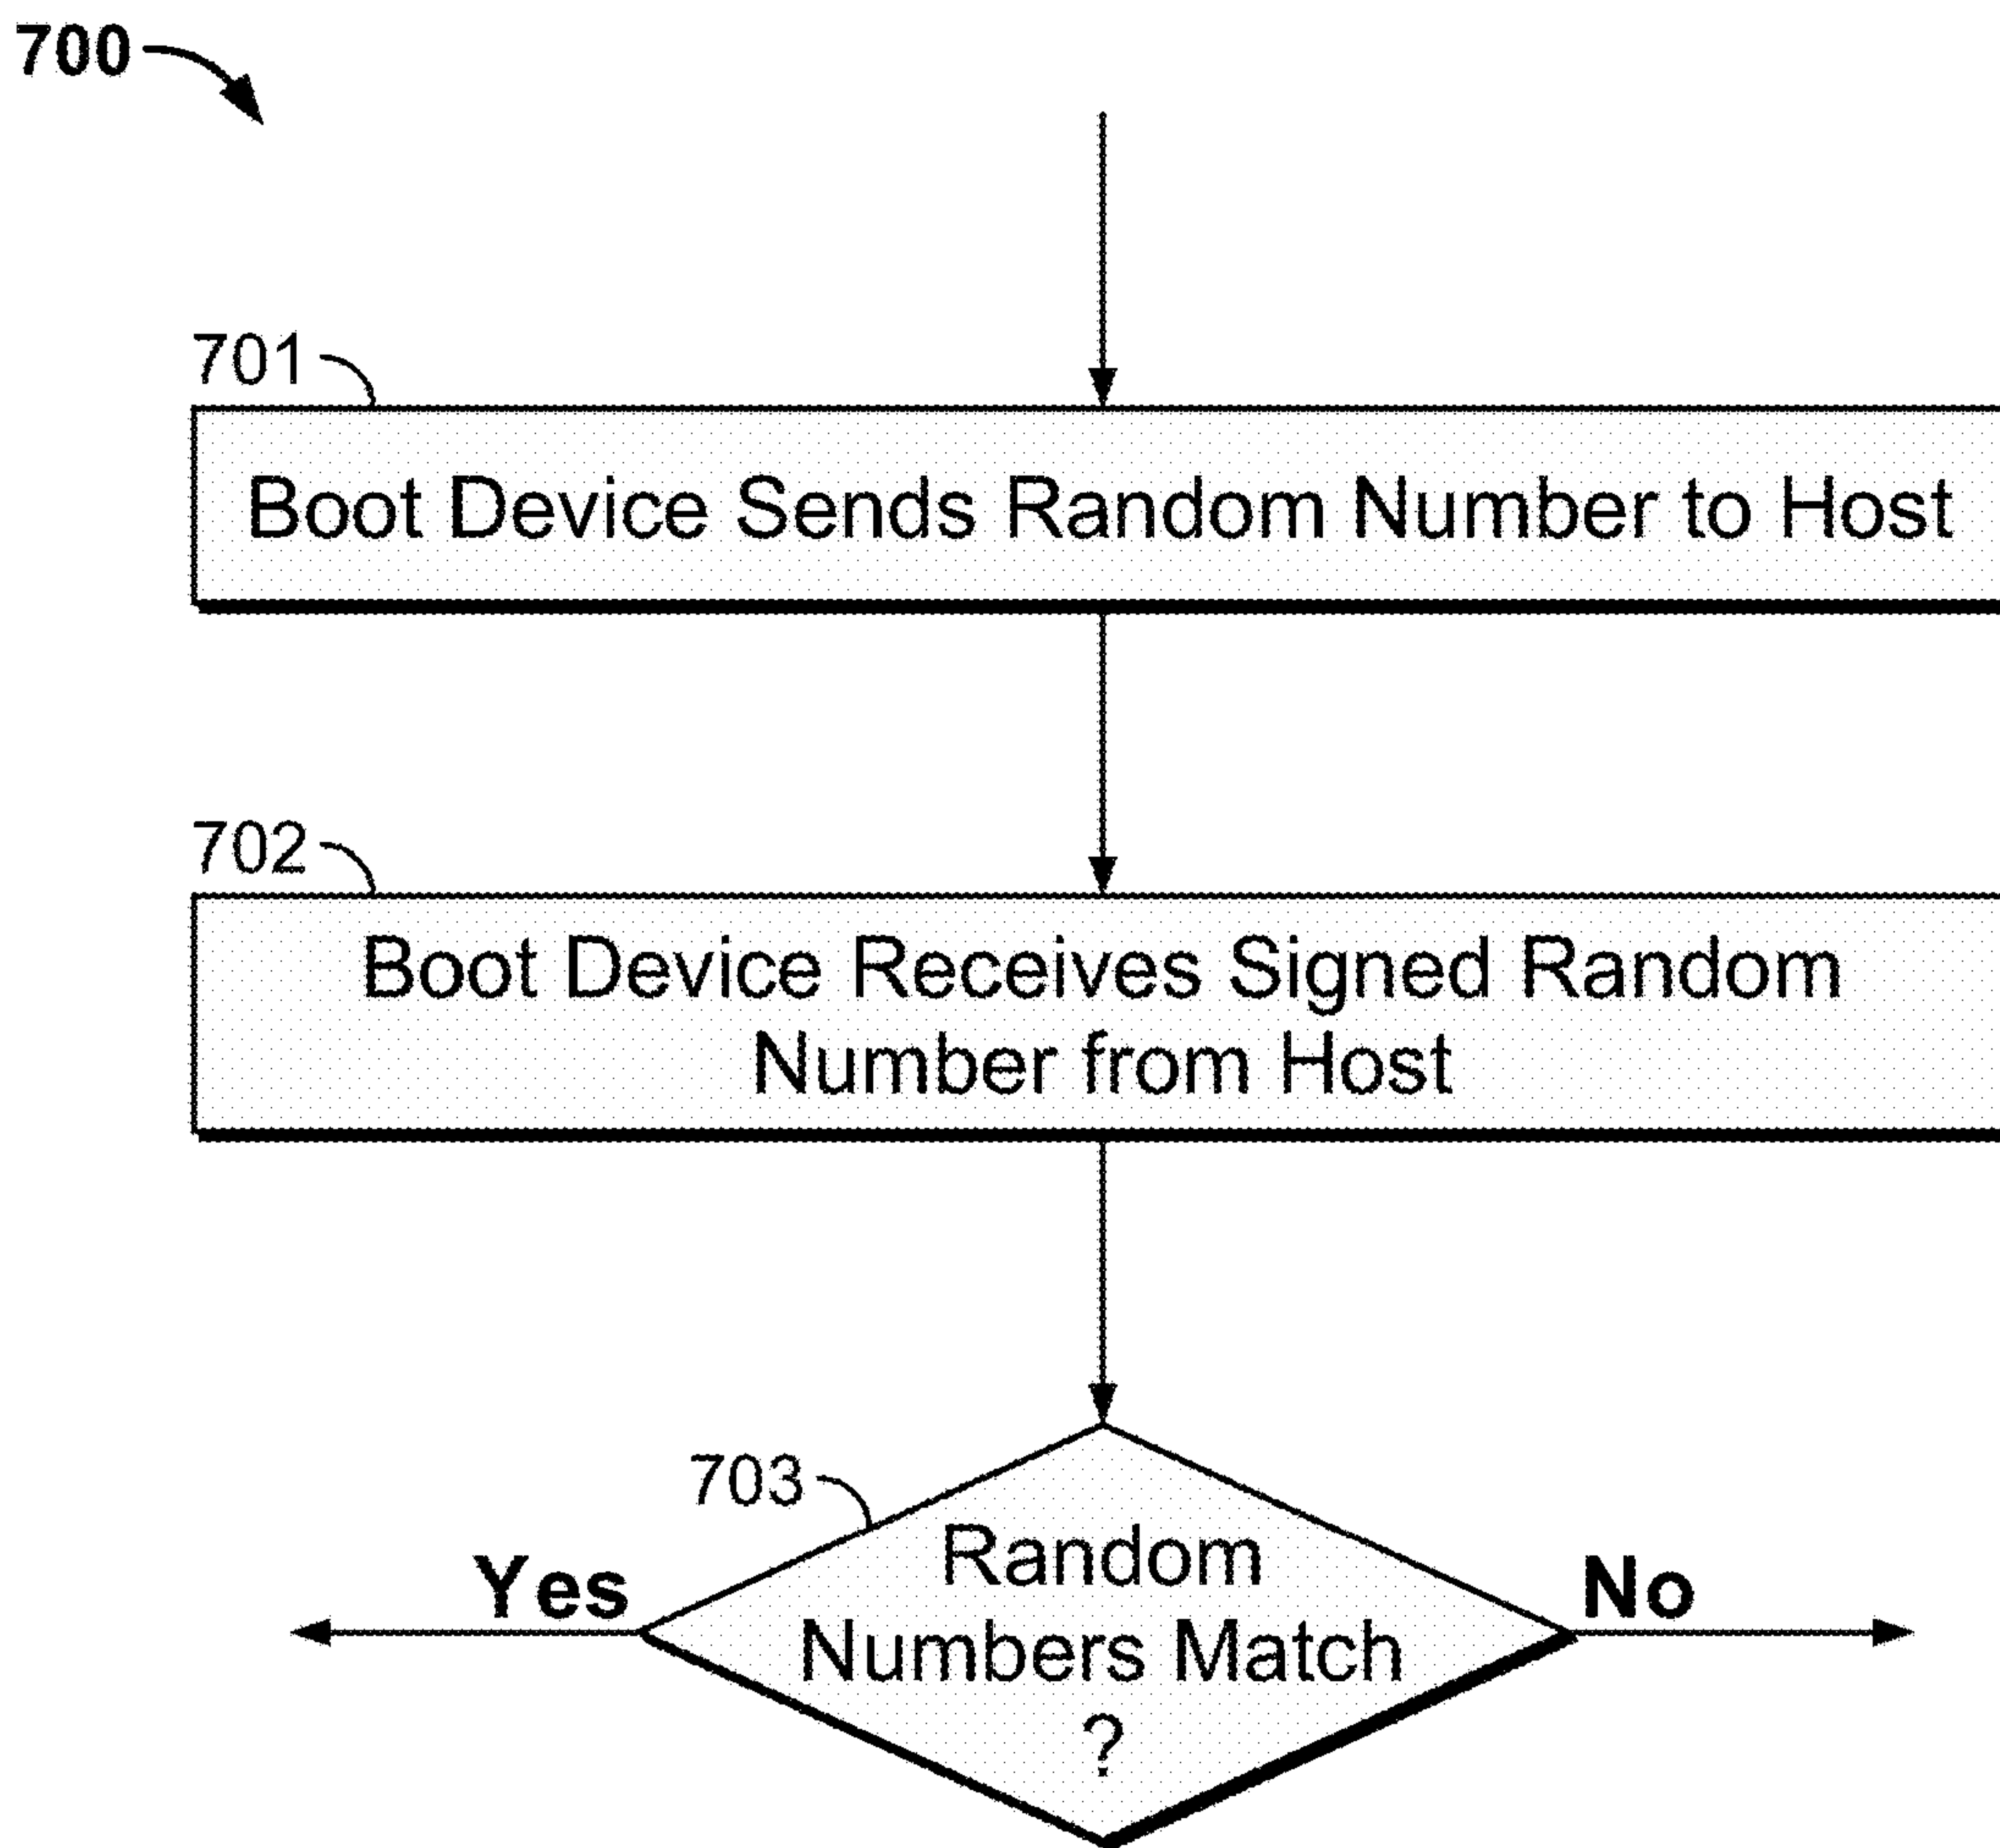 700
701
Boot Device Sends Random Number to Host
702
Boot Device Receives Signed Random
Number from Host
703
Random
Numbers Match
?
Yes
No